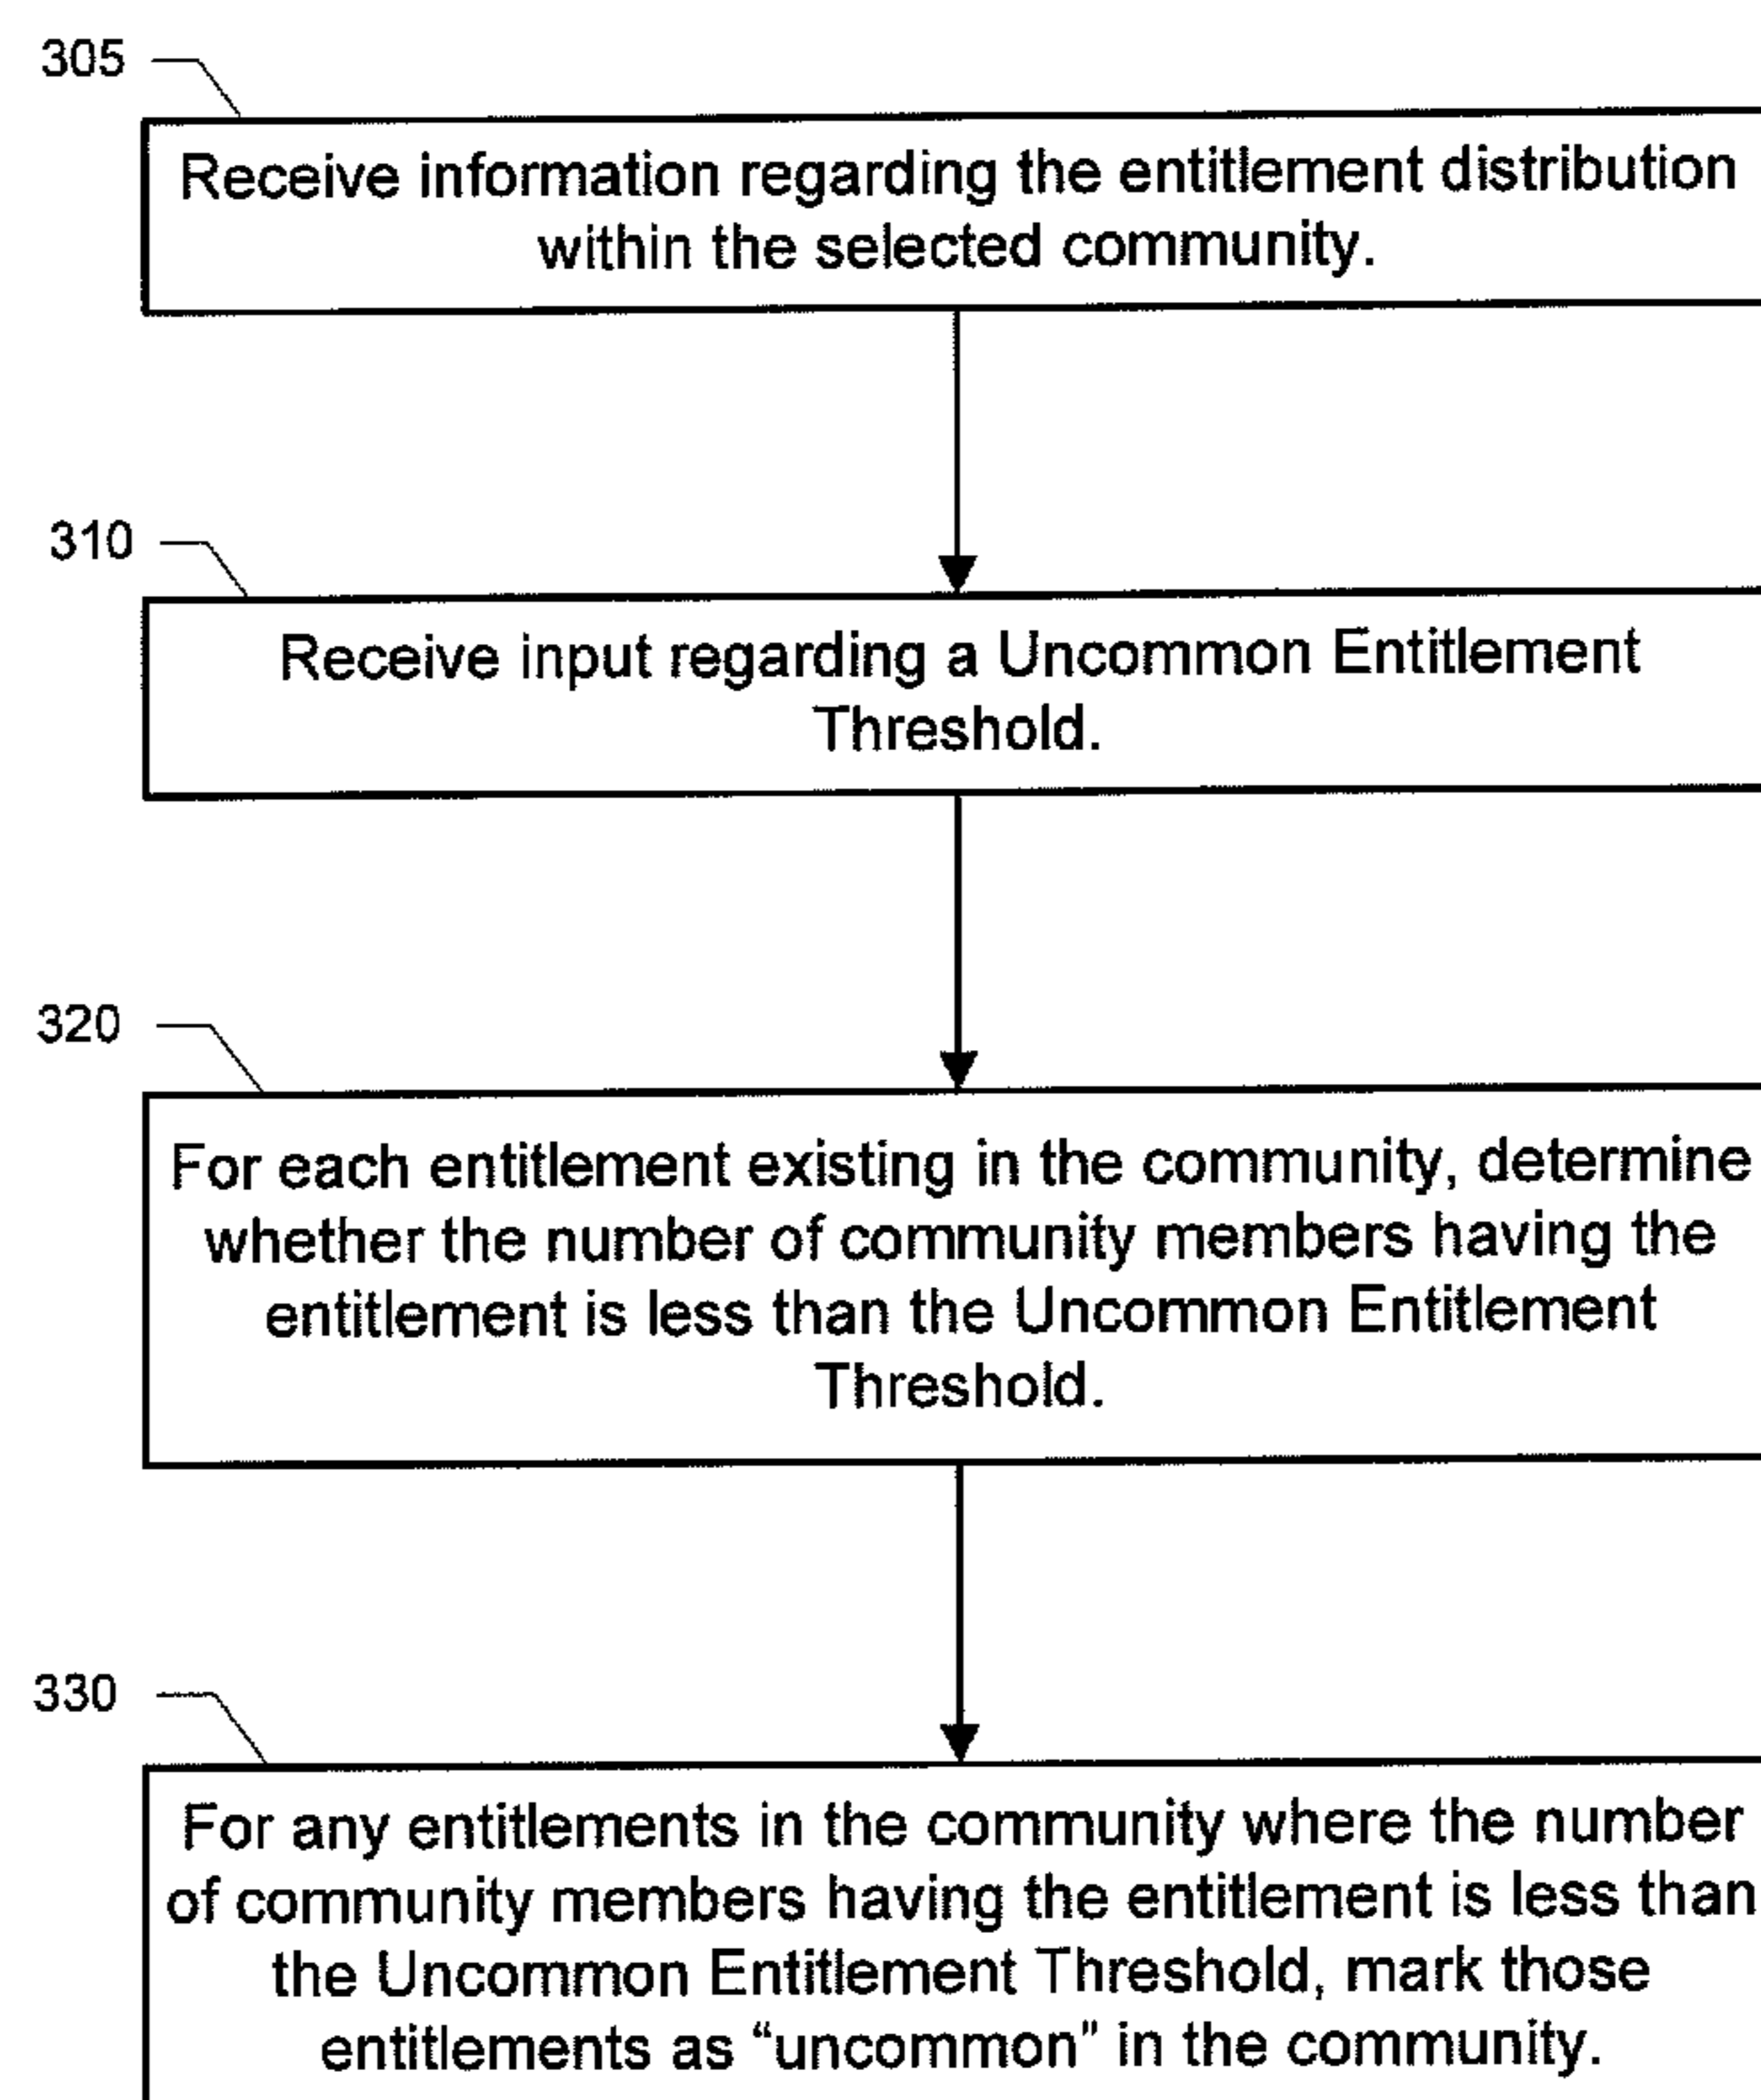 305
Receive information regarding the entitlement distribution
within the selected community.
310
Receive input regarding a Uncommon Entitlement
Threshold.
320
For each entitlement existing in the community, determine
whether the number of community members having the
entitlement is less than the Uncommon Entitlement
Threshold.
330
For any entitlements in the community where the number
of community members having the entitlement is less than
the Uncommon Entitlement Threshold, mark those
entitlements as “uncommon” in the community.